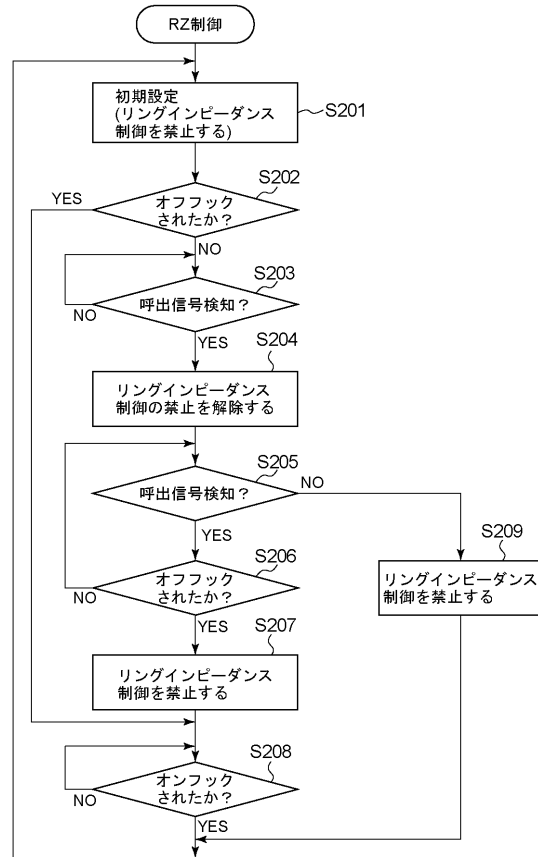 RZ制御
初期設定
(リングインピーダンス
制御を禁止する)
S201
S202
YES
オフフック
されたか？
NO
S203
呼出信号検知？
NO
YES
S204
リングインピーダンス
制御の禁止を解除する
S205
呼出信号検知？
NO
YES
S206
オフフック
されたか？
NO
YES
S209
リングインピーダンス
制御を禁止する
S207
リングインピーダンス
制御を禁止する
S208
オンフック
されたか？
NO
YES